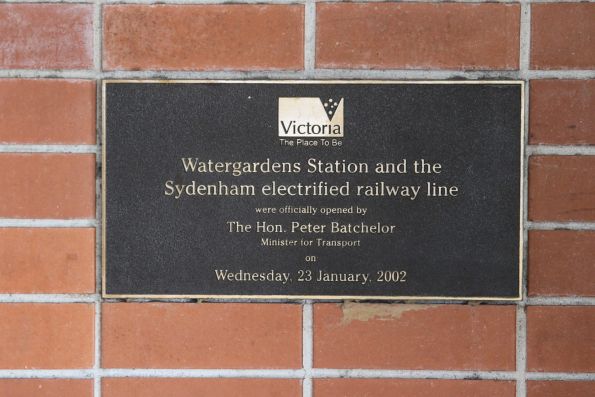 Victoria
The Place To Be
Watergardens Station and the
Sydenham electrified railway line
were officially opened by
The Hon. Peter Batchelor
Minister for Transport
on
Wednesday, 23 January, 2002